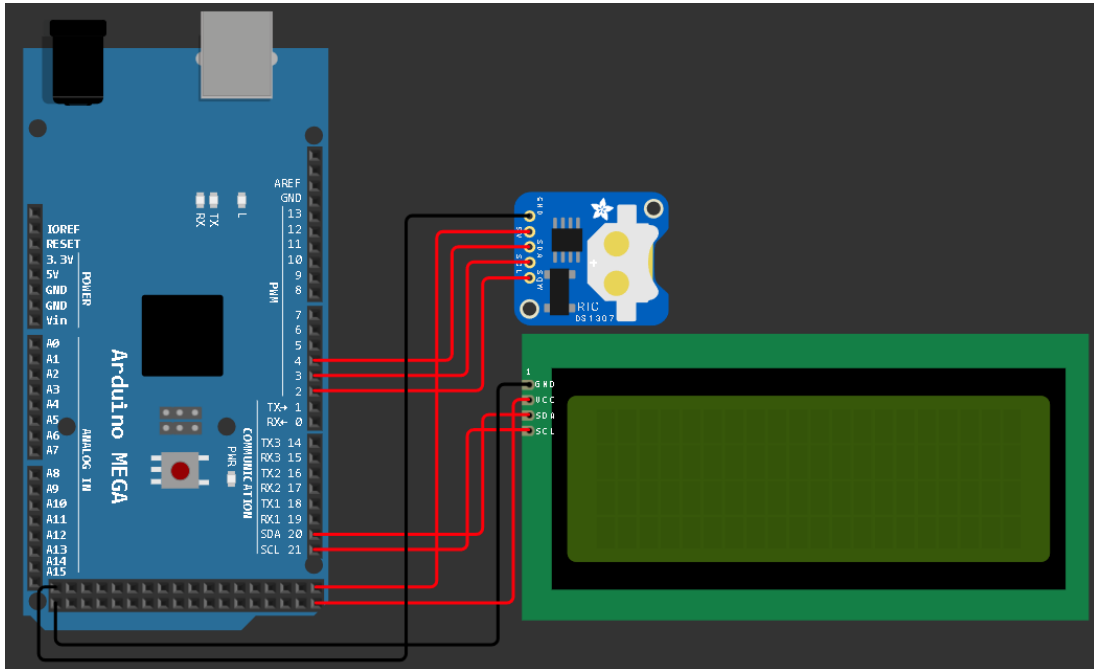 AREF
GND
13
12
11
10
9
8
7
6
5
4
3
2
TX→ 1
RX← 0
TX3 14
RX3 15
TX2 16
RX2 17
TX1 18
RX1 19
SDA 20
SCL 21
PWM
COMMUNICATION
RX
TX
L
IOREF
RESET
3.3V
5V
GND
GND
Vin
POWER
A0
A1
A2
A3
A4
A5
A6
A7
A8
A9
A10
A11
A12
A13
A14
A15
ANALOG IN
Arduino MEGA
PWR
GND
5V
SDA
SCL
SQW
+
RTC
DS1307
1
GND
VCC
SDA
SCL